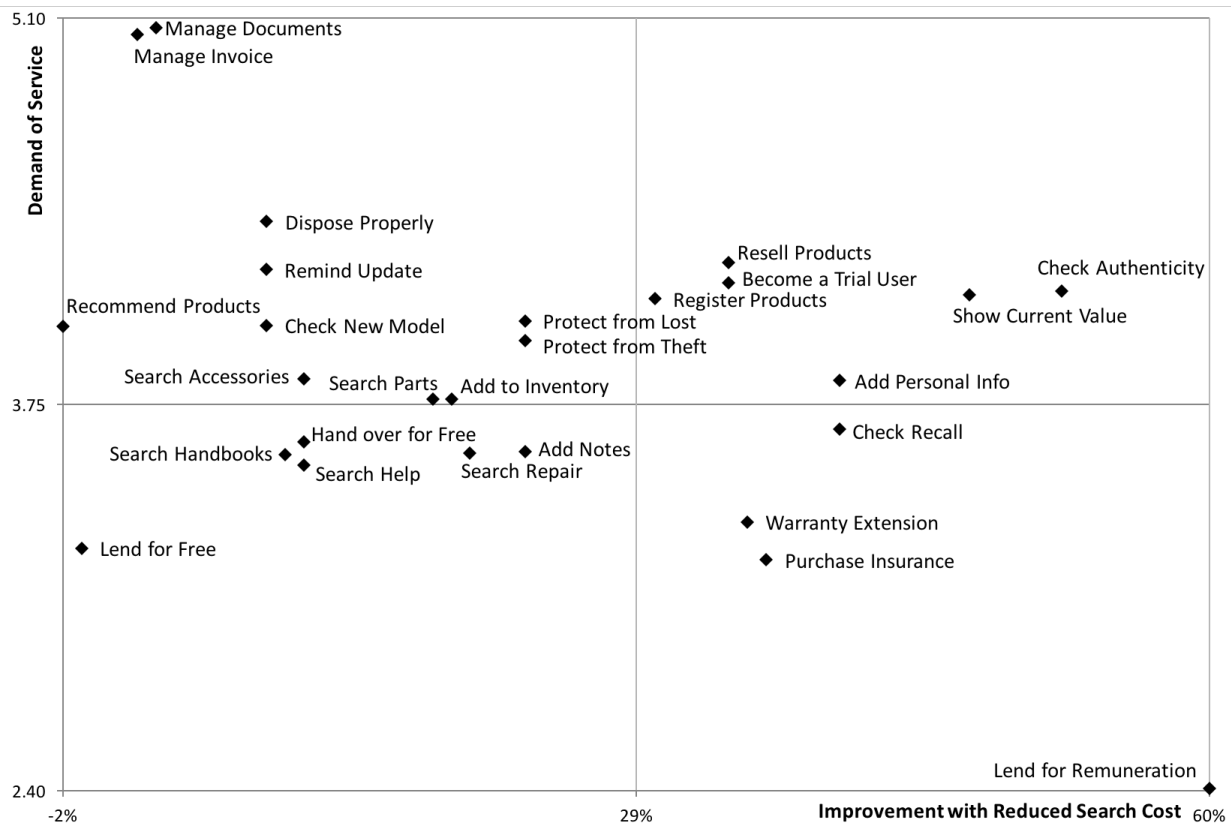 5.10
Demand of Service
Manage Documents
Manage Invoice
Dispose Properly
Resell Products
Check Authenticity
Remind Update
Become a Trial User
Register Products
Recommend Products
Show Current Value
Check New Model
Protect from Lost
Protect from Theft
Search Accessories
Search Parts
Add to Inventory
Add Personal Info
3.75
Hand over for Free
Check Recall
Search Handbooks
Add Notes
Search Help
Search Repair
Warranty Extension
Lend for Free
Purchase Insurance
Lend for Remuneration
2.40
-2%
29%
Improvement with Reduced Search Cost
60%